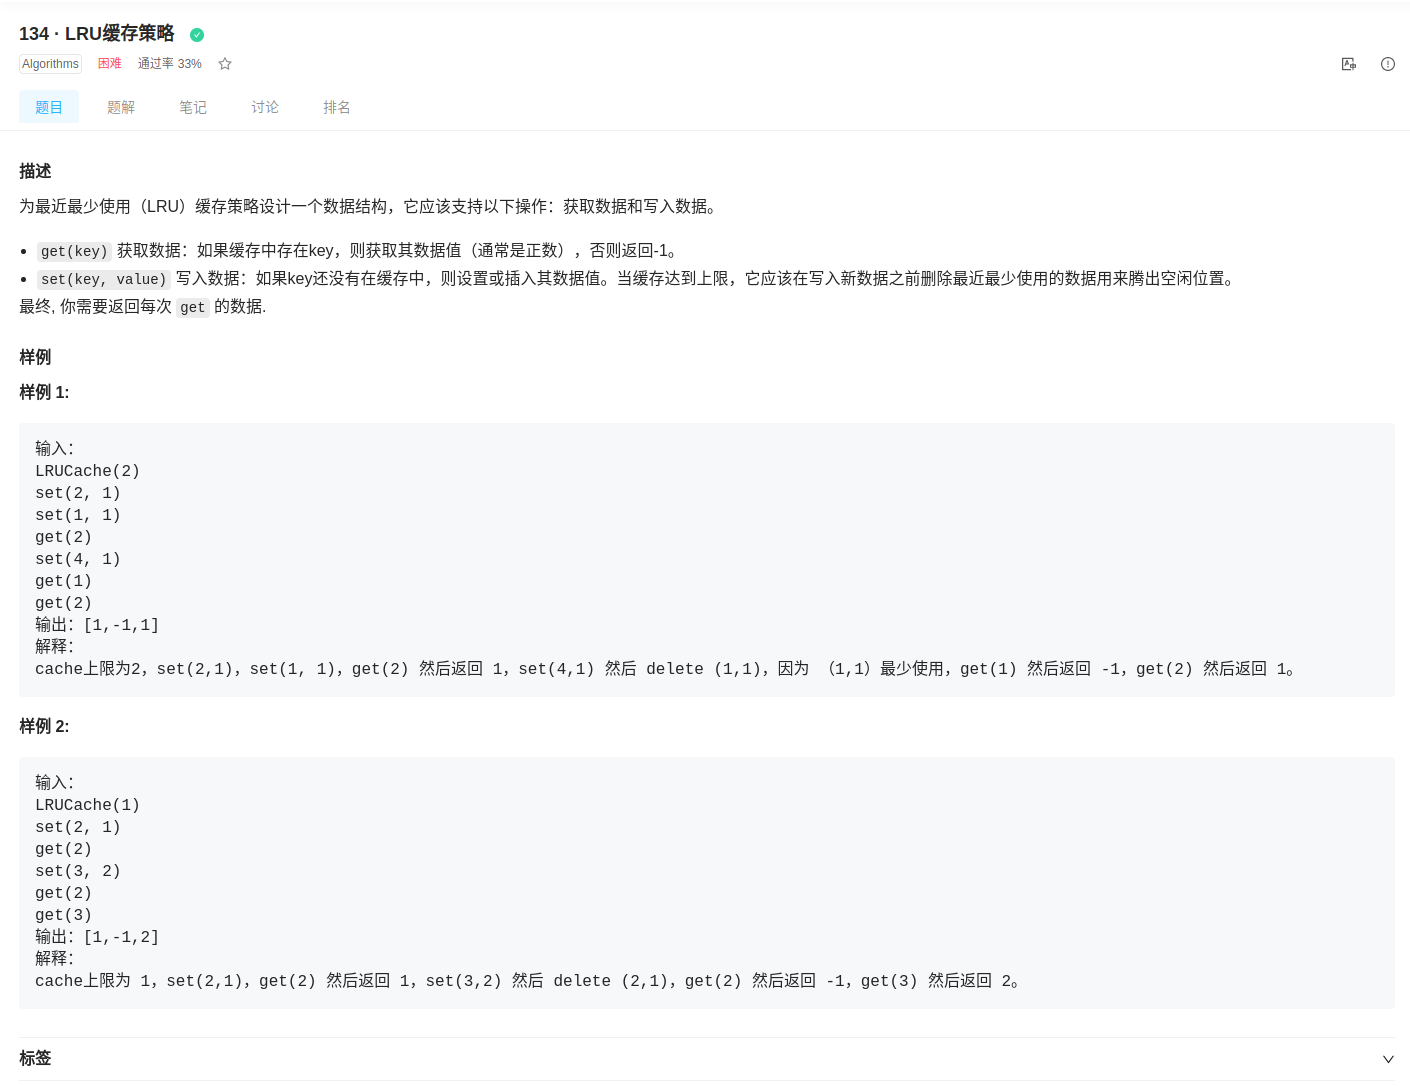 134 · LRU缓存策略
Algorithms 困难 通过率 33%
题目 题解 笔记 讨论 排名
描述
为最近最少使用（LRU）缓存策略设计一个数据结构，它应该支持以下操作：获取数据和写入数据。
get(key) 获取数据：如果缓存中存在key，则获取其数据值（通常是正数），否则返回-1。
set(key, value) 写入数据：如果key还没有在缓存中，则设置或插入其数据值。当缓存达到上限，它应该在写入新数据之前删除最近最少使用的数据用来腾出空闲位置。
最终, 你需要返回每次 get 的数据.
样例
样例 1:
输入：
LRUCache(2)
set(2, 1)
set(1, 1)
get(2)
set(4, 1)
get(1)
get(2)
输出：[1,-1,1]
解释：
cache上限为2，set(2,1)，set(1, 1)，get(2) 然后返回 1，set(4,1) 然后 delete (1,1)，因为 （1,1）最少使用，get(1) 然后返回 -1，get(2) 然后返回 1。
样例 2:
输入：
LRUCache(1)
set(2, 1)
get(2)
set(3, 2)
get(2)
get(3)
输出：[1,-1,2]
解释：
cache上限为 1，set(2,1)，get(2) 然后返回 1，set(3,2) 然后 delete (2,1)，get(2) 然后返回 -1，get(3) 然后返回 2。
标签